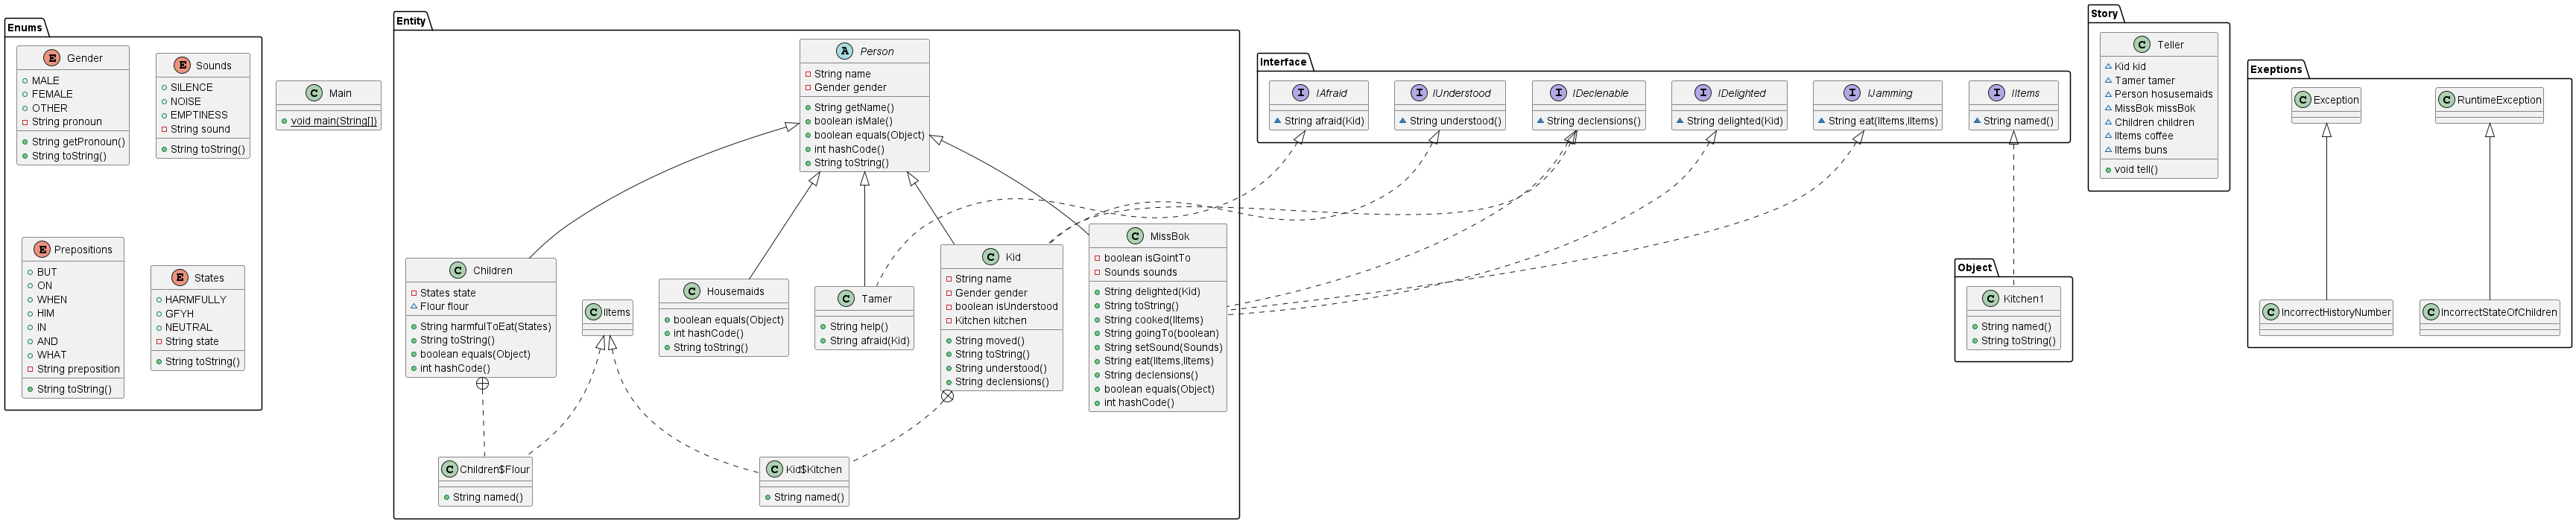 Enums
E Gender
MALE
FEMALE
OTHER
String pronoun
String getPronoun()
String toString()
E Sounds
SILENCE
NOISE
EMPTINESS
String sound
String toString()
E Prepositions
BUT
ON
WHEN
HIM
IN
AND
WHAT
String preposition
String toString()
E States
HARMFULLY
GFYH
NEUTRAL
String state
String toString()
C Main
void main(String[])
Entity
A Person
String name
Gender gender
String getName()
boolean isMale()
boolean equals(Object)
int hashCode()
String toString()
C Children
States state
Flour flour
String harmfulToEat(States)
String toString()
boolean equals(Object)
int hashCode()
C IItems
C Housemaids
boolean equals(Object)
int hashCode()
String toString()
C Tamer
String help()
String afraid(Kid)
C Kid
String name
Gender gender
boolean isUnderstood
Kitchen kitchen
String moved()
String toString()
String understood()
String declensions()
C MissBok
boolean isGointTo
Sounds sounds
String delighted(Kid)
String toString()
String cooked(IItems)
String goingTo(boolean)
String setSound(Sounds)
String eat(IItems,IItems)
String declensions()
boolean equals(Object)
int hashCode()
C Children$Flour
String named()
C Kid$Kitchen
String named()
Interface
I IAfraid
String afraid(Kid)
I IUnderstood
String understood()
I IDeclenable
String declensions()
I IDelighted
String delighted(Kid)
I IJamming
String eat(IItems,IItems)
I IItems
String named()
Object
C Kitchen1
String named()
String toString()
Story
C Teller
Kid kid
Tamer tamer
Person hosusemaids
MissBok missBok
Children children
IItems coffee
IItems buns
void tell()
Exeptions
C Exception
C RuntimeException
C IncorrectHistoryNumber
C IncorrectStateOfChildren